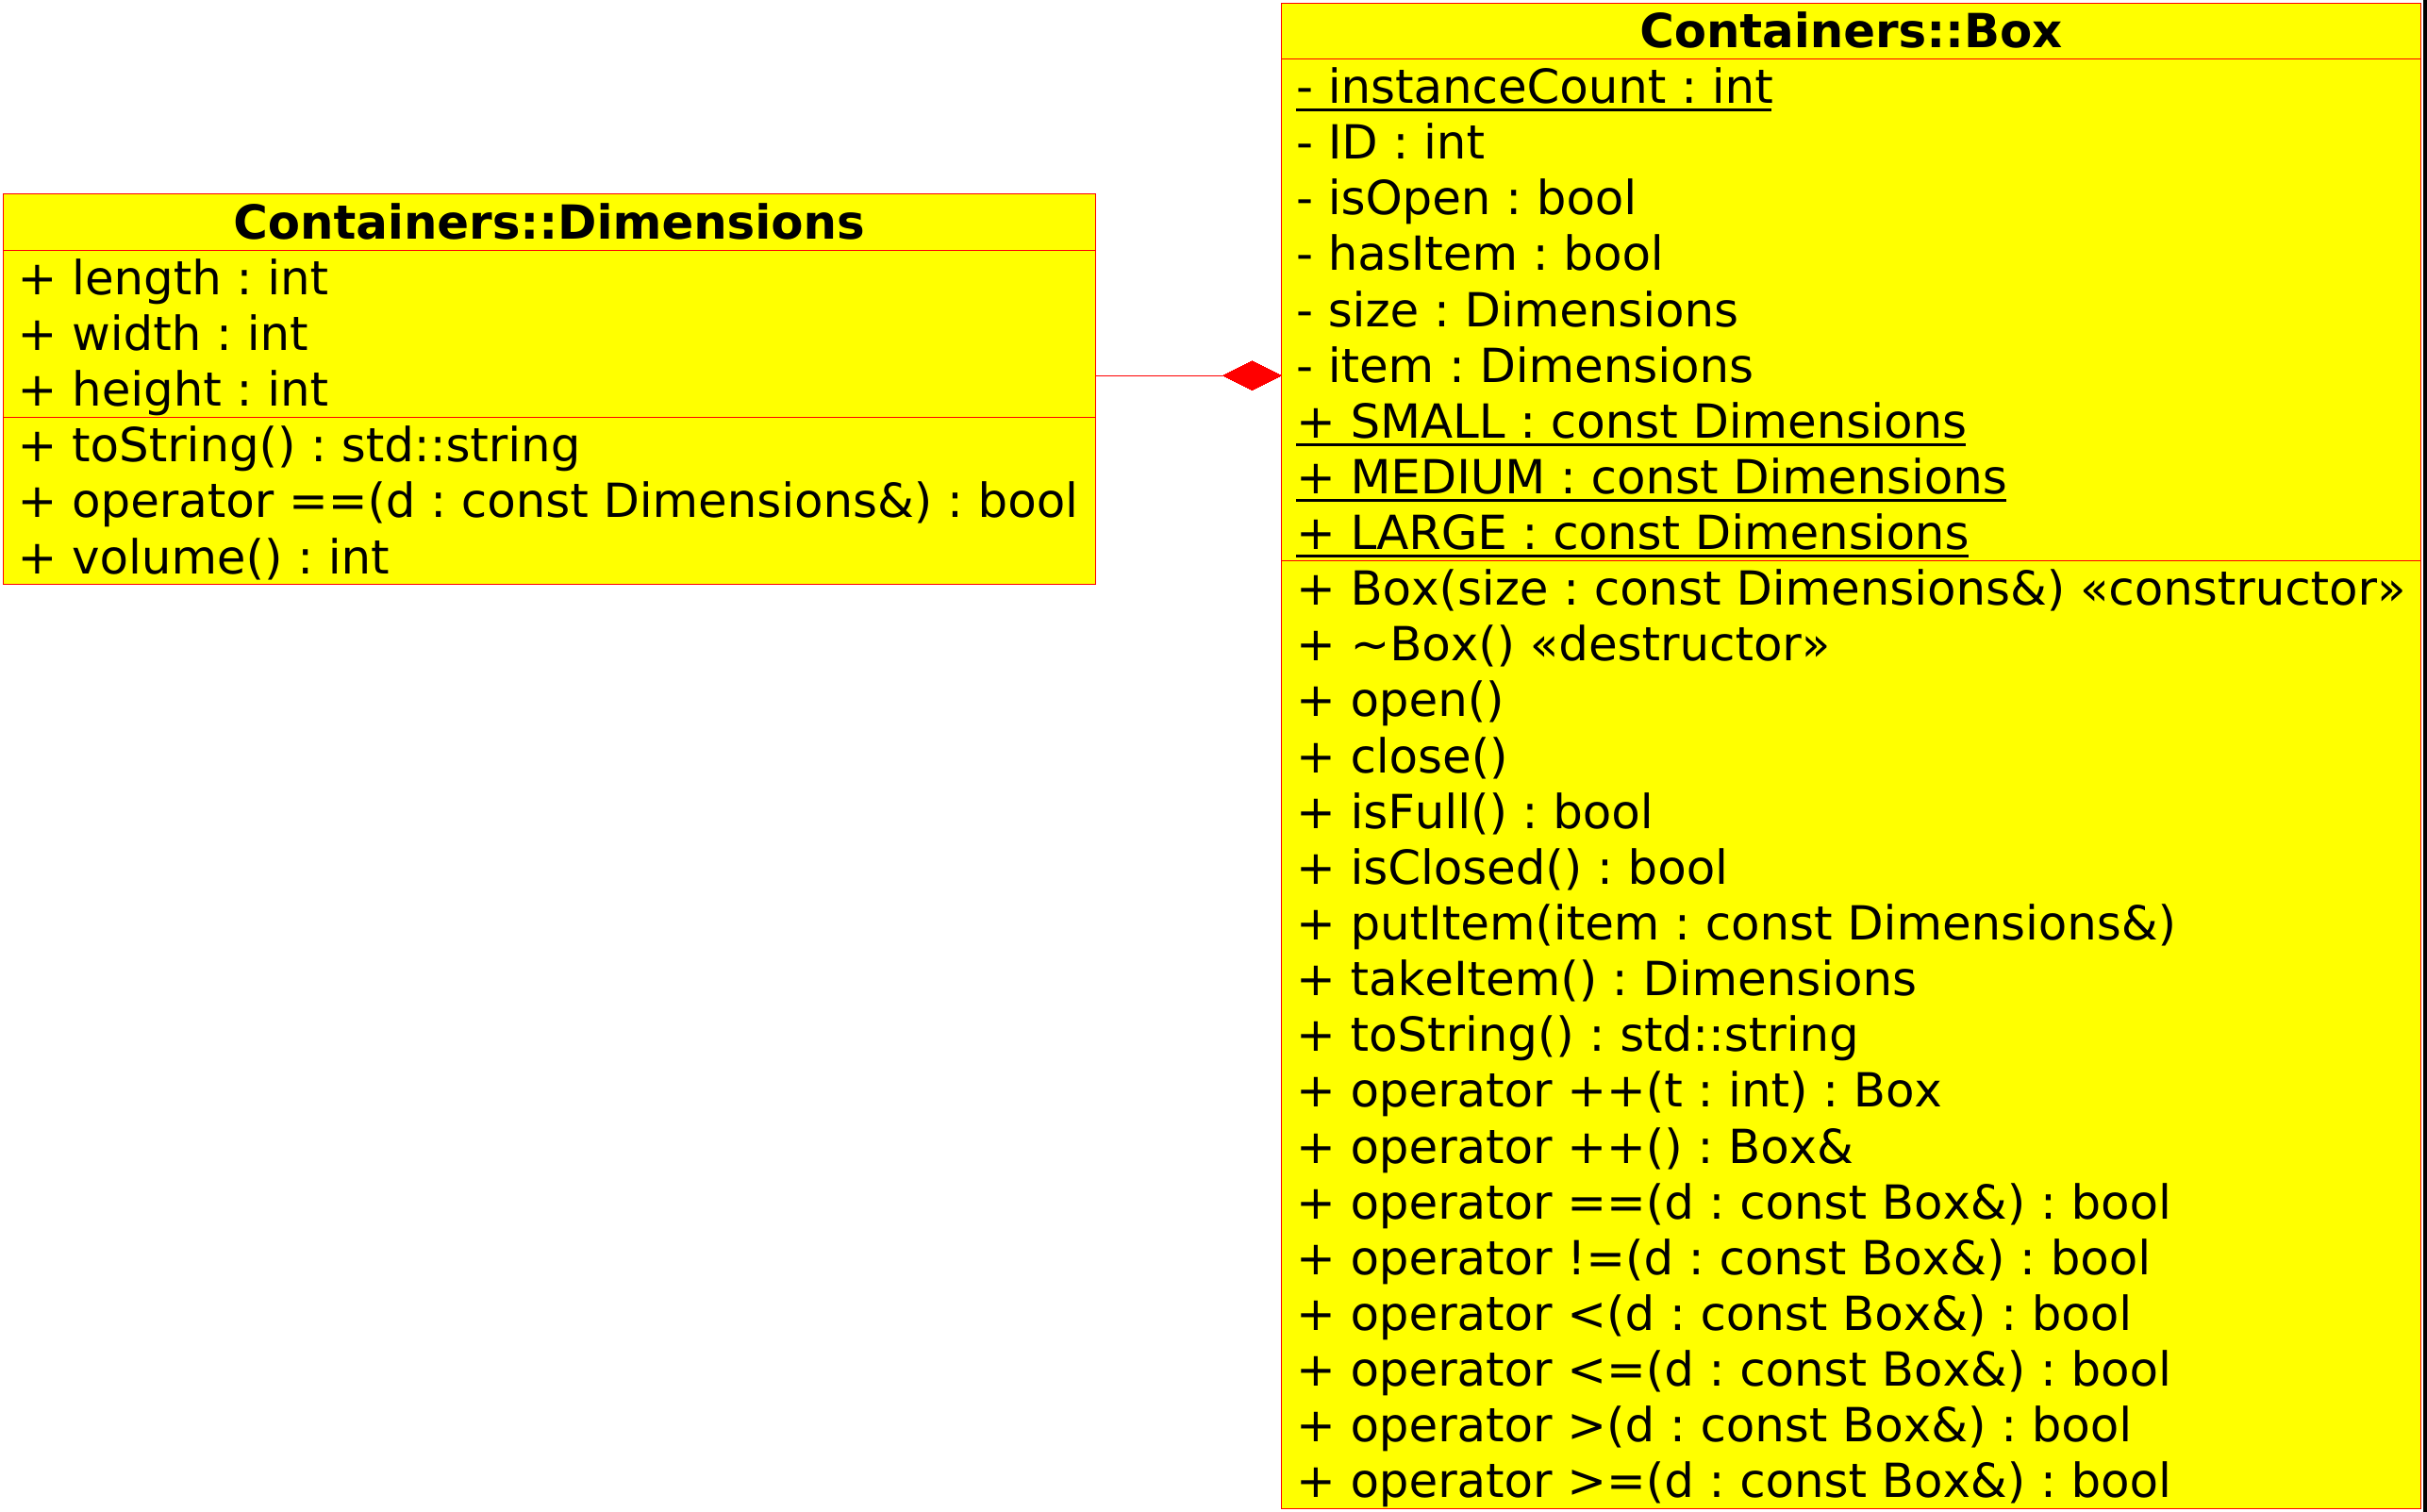 Containers::Dimensions
+ length : int
+ width : int
+ height : int
+ toString() : std::string
+ operator ==(d : const Dimensions&) : bool
+ volume() : int
Containers::Box
- instanceCount : int
- ID : int
- isOpen : bool
- hasItem : bool
- size : Dimensions
- item : Dimensions
+ SMALL : const Dimensions
+ MEDIUM : const Dimensions
+ LARGE : const Dimensions
+ Box(size : const Dimensions&) «constructor»
+ ~Box() «destructor»
+ open()
+ close()
+ isFull() : bool
+ isClosed() : bool
+ putItem(item : const Dimensions&)
+ takeItem() : Dimensions
+ toString() : std::string
+ operator ++(t : int) : Box
+ operator ++() : Box&
+ operator ==(d : const Box&) : bool
+ operator !=(d : const Box&) : bool
+ operator <(d : const Box&) : bool
+ operator <=(d : const Box&) : bool
+ operator >(d : const Box&) : bool
+ operator >=(d : const Box&) : bool